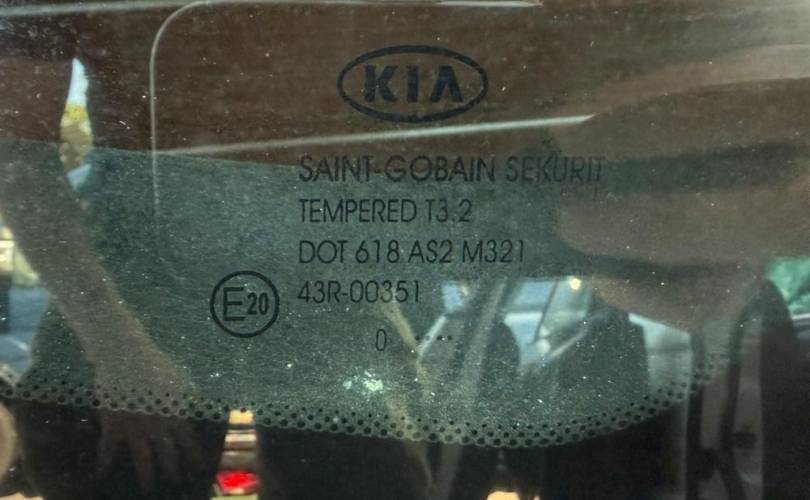 KIA
SAINT-GOBAIN SEKURIT
TEMPERED T3.2
DOT 618 AS2 M321
E20 43R-00351
0 ....